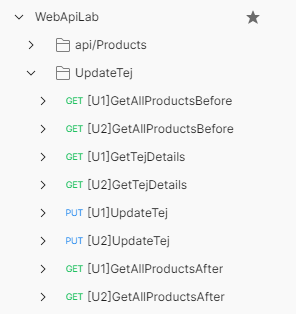 WebApiLab
api/Products
UpdateTej
GET [U1]GetAllProductsBefore
GET [U2]GetAllProductsBefore
GET [U1]GetTejDetails
GET [U2]GetTejDetails
PUT [U1]UpdateTej
PUT [U2]UpdateTej
GET [U1]GetAllProductsAfter
GET [U2]GetAllProductsAfter